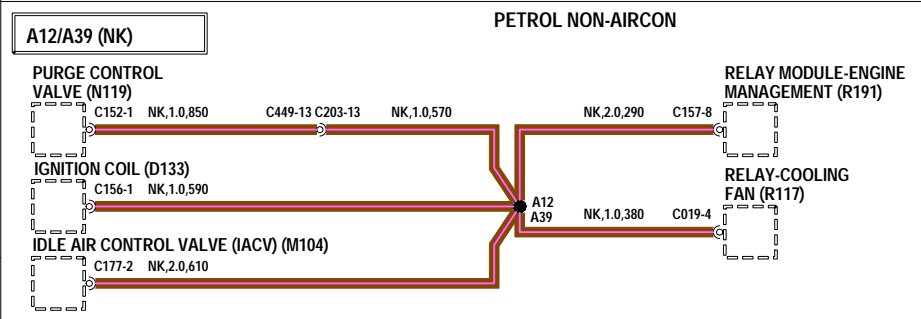 PETROL NON-AIRCON
A12/A39 (NK)
PURGE CONTROL
VALVE (N119)
C152-1 NK,1.0,850 C449-13 C203-13 NK,1.0,570
RELAY MODULE-ENGINE
MANAGEMENT (R191)
NK,2.0,290 C157-8
IGNITION COIL (D133)
C156-1 NK,1.0,590
A12
A39
RELAY-COOLING
FAN (R117)
NK,1.0,380 C019-4
IDLE AIR CONTROL VALVE (IACV) (M104)
C177-2 NK,2.0,610